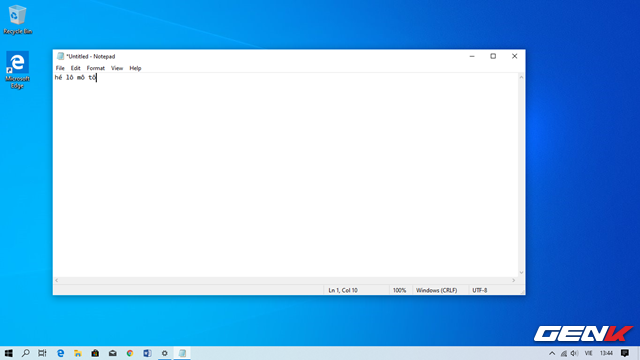 Recycle Bin
Microsoft
Edge
*Untitled - Notepad
File Edit Format View Help
hé lô mô tô
Ln 1, Col 10
100%
Windows (CRLF)
UTF-8
GENK
VIE
13:44